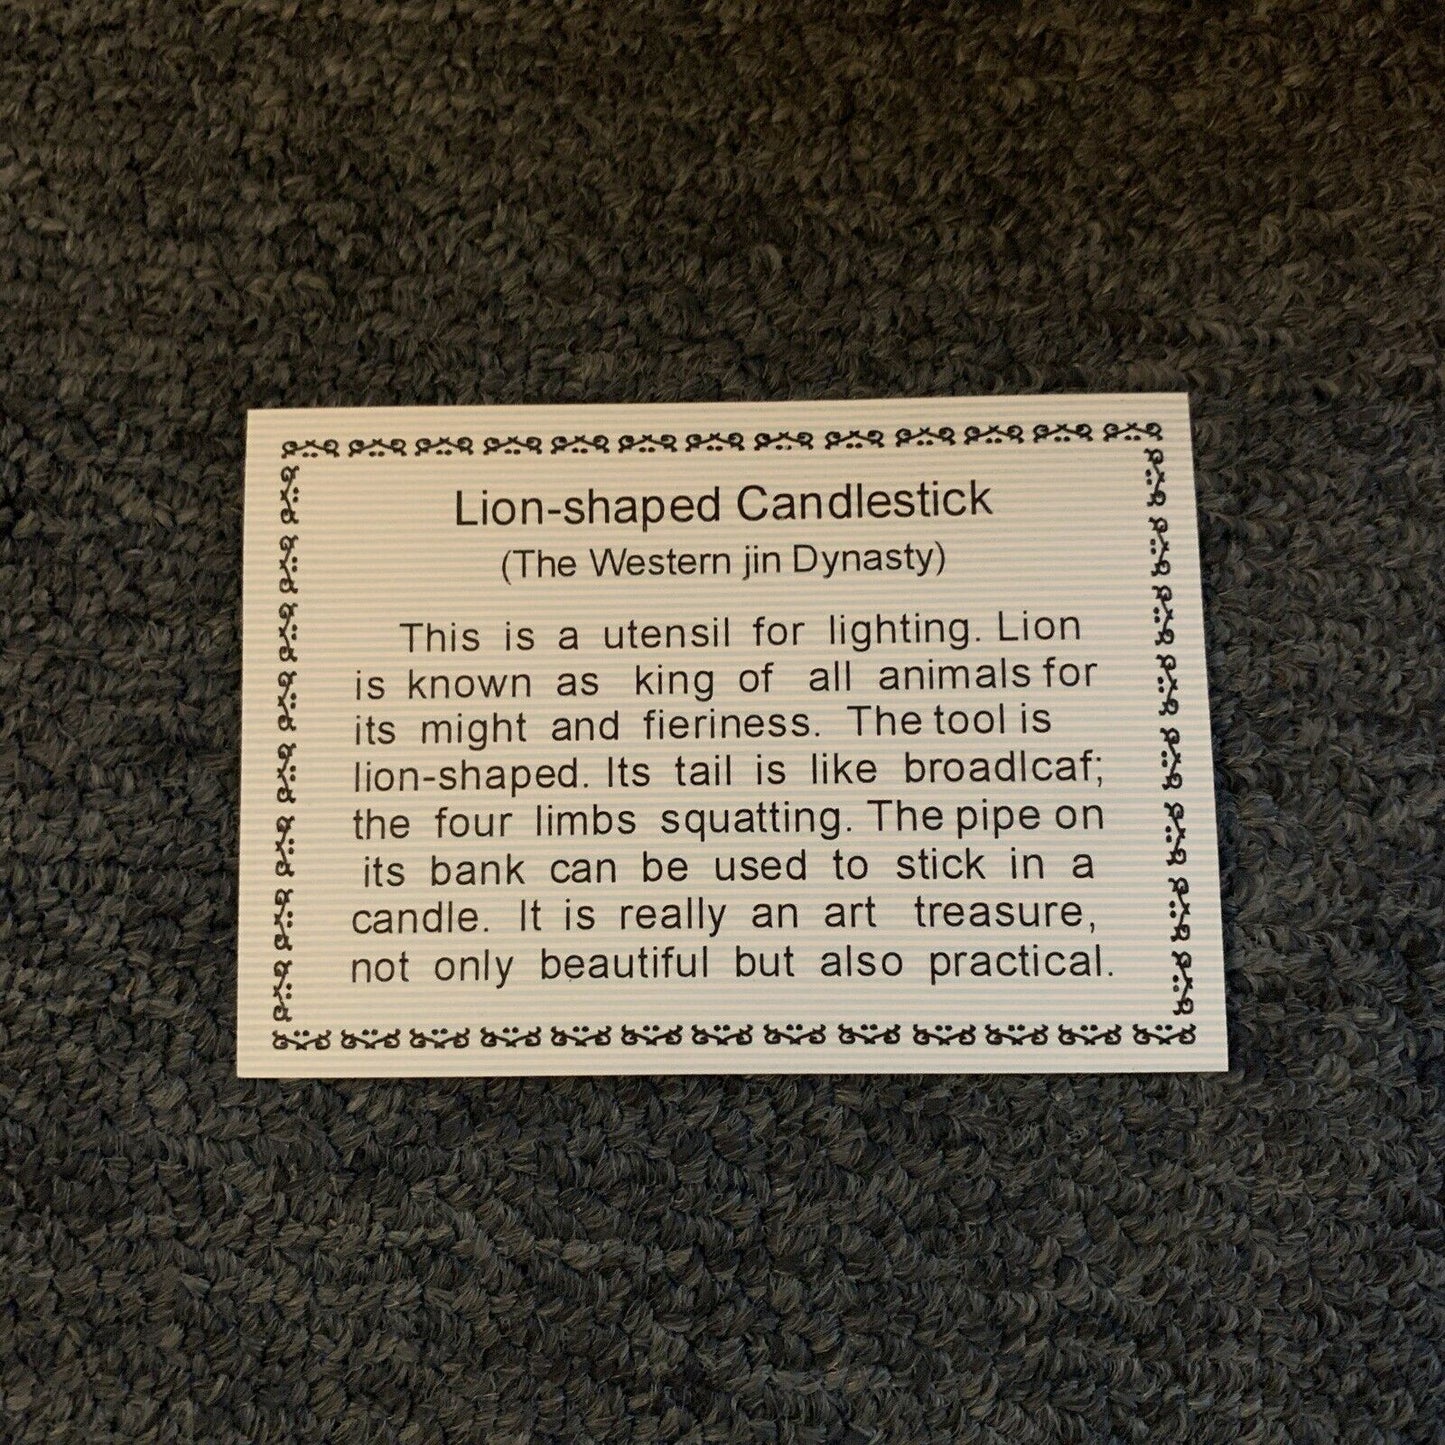 Lion-shaped Candlestick
(The Western jin Dynasty)
This is a utensil for lighting. Lion
is known as king of all animals for
its might and fieriness. The tool is
lion-shaped. Its tail is like broadlcaf;
the four limbs squatting. The pipe on
its bank can be used to stick in a
candle. It is really an art treasure,
not only beautiful but also practical.